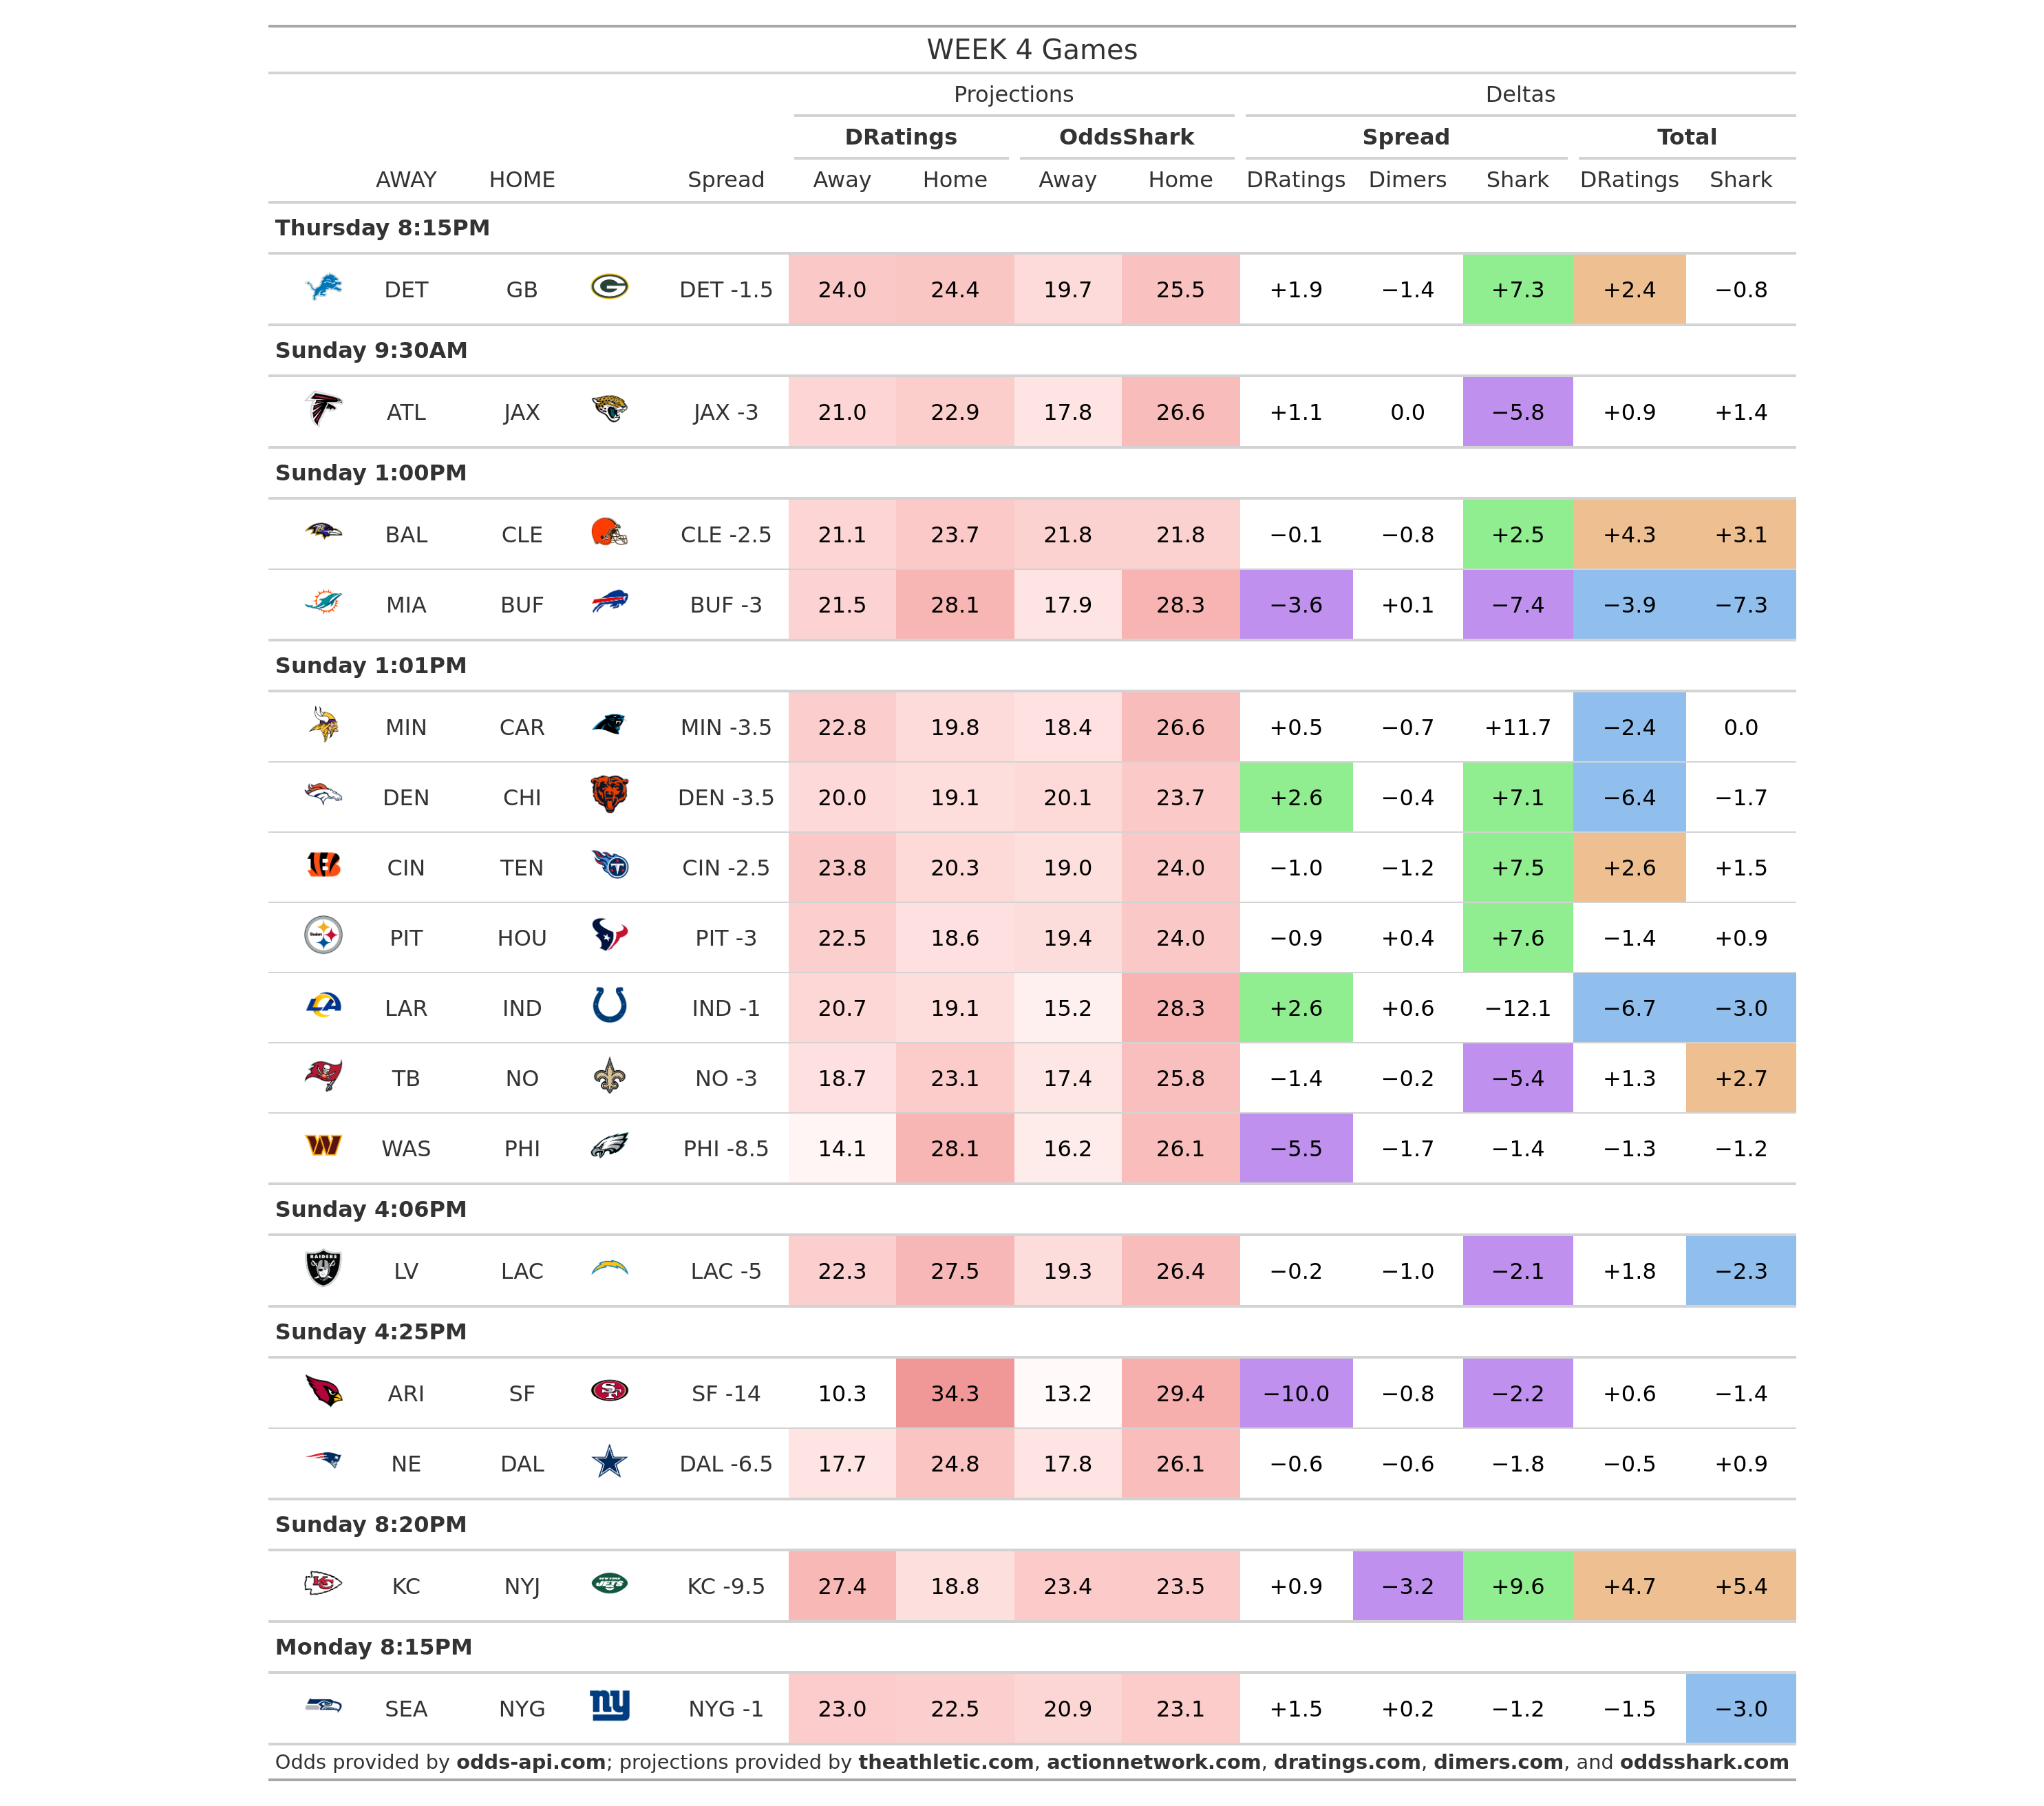 WEEK 4 Games
Projections Deltas
DRatings OddsShark Spread Total
AWAY HOME Spread Away Home Away Home DRatings Dimers Shark DRatings Shark
Thursday 8:15PM
DET GB DET -1.5 24.0 24.4 19.7 25.5 +1.9 −1.4 +7.3 +2.4 −0.8
Sunday 9:30AM
ATL JAX JAX -3 21.0 22.9 17.8 26.6 +1.1 0.0 −5.8 +0.9 +1.4
Sunday 1:00PM
BAL CLE CLE -2.5 21.1 23.7 21.8 21.8 −0.1 −0.8 +2.5 +4.3 +3.1
MIA BUF BUF -3 21.5 28.1 17.9 28.3 −3.6 +0.1 −7.4 −3.9 −7.3
Sunday 1:01PM
MIN CAR MIN -3.5 22.8 19.8 18.4 26.6 +0.5 −0.7 +11.7 −2.4 0.0
DEN CHI DEN -3.5 20.0 19.1 20.1 23.7 +2.6 −0.4 +7.1 −6.4 −1.7
CIN TEN CIN -2.5 23.8 20.3 19.0 24.0 −1.0 −1.2 +7.5 +2.6 +1.5
PIT HOU PIT -3 22.5 18.6 19.4 24.0 −0.9 +0.4 +7.6 −1.4 +0.9
LAR IND IND -1 20.7 19.1 15.2 28.3 +2.6 +0.6 −12.1 −6.7 −3.0
TB NO NO -3 18.7 23.1 17.4 25.8 −1.4 −0.2 −5.4 +1.3 +2.7
WAS PHI PHI -8.5 14.1 28.1 16.2 26.1 −5.5 −1.7 −1.4 −1.3 −1.2
Sunday 4:06PM
LV LAC LAC -5 22.3 27.5 19.3 26.4 −0.2 −1.0 −2.1 +1.8 −2.3
Sunday 4:25PM
ARI SF SF -14 10.3 34.3 13.2 29.4 −10.0 −0.8 −2.2 +0.6 −1.4
NE DAL DAL -6.5 17.7 24.8 17.8 26.1 −0.6 −0.6 −1.8 −0.5 +0.9
Sunday 8:20PM
KC NYJ KC -9.5 27.4 18.8 23.4 23.5 +0.9 −3.2 +9.6 +4.7 +5.4
Monday 8:15PM
SEA NYG NYG -1 23.0 22.5 20.9 23.1 +1.5 +0.2 −1.2 −1.5 −3.0
Odds provided by odds-api.com; projections provided by theathletic.com, actionnetwork.com, dratings.com, dimers.com, and oddsshark.com